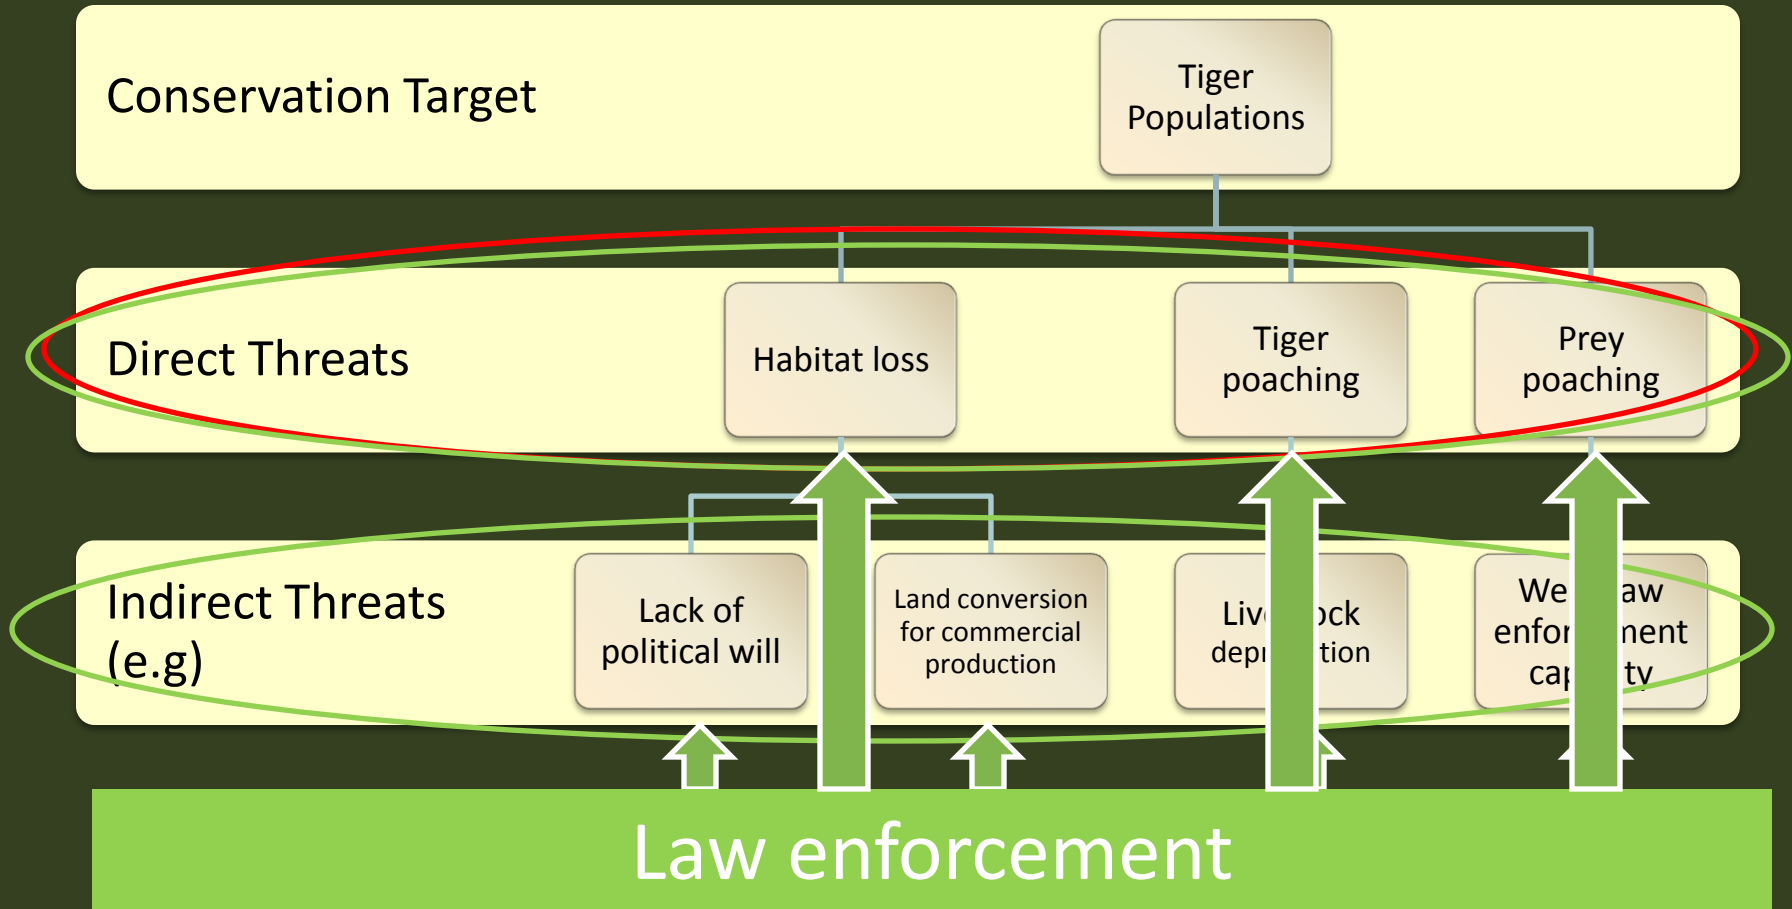 Conservation Target
Tiger
Populations
Direct Threats
Habitat loss
Tiger
poaching
Prey
poaching
Indirect Threats
(e.g)
Lack of
political will
Land conversion
for commercial
production
Law enforcement